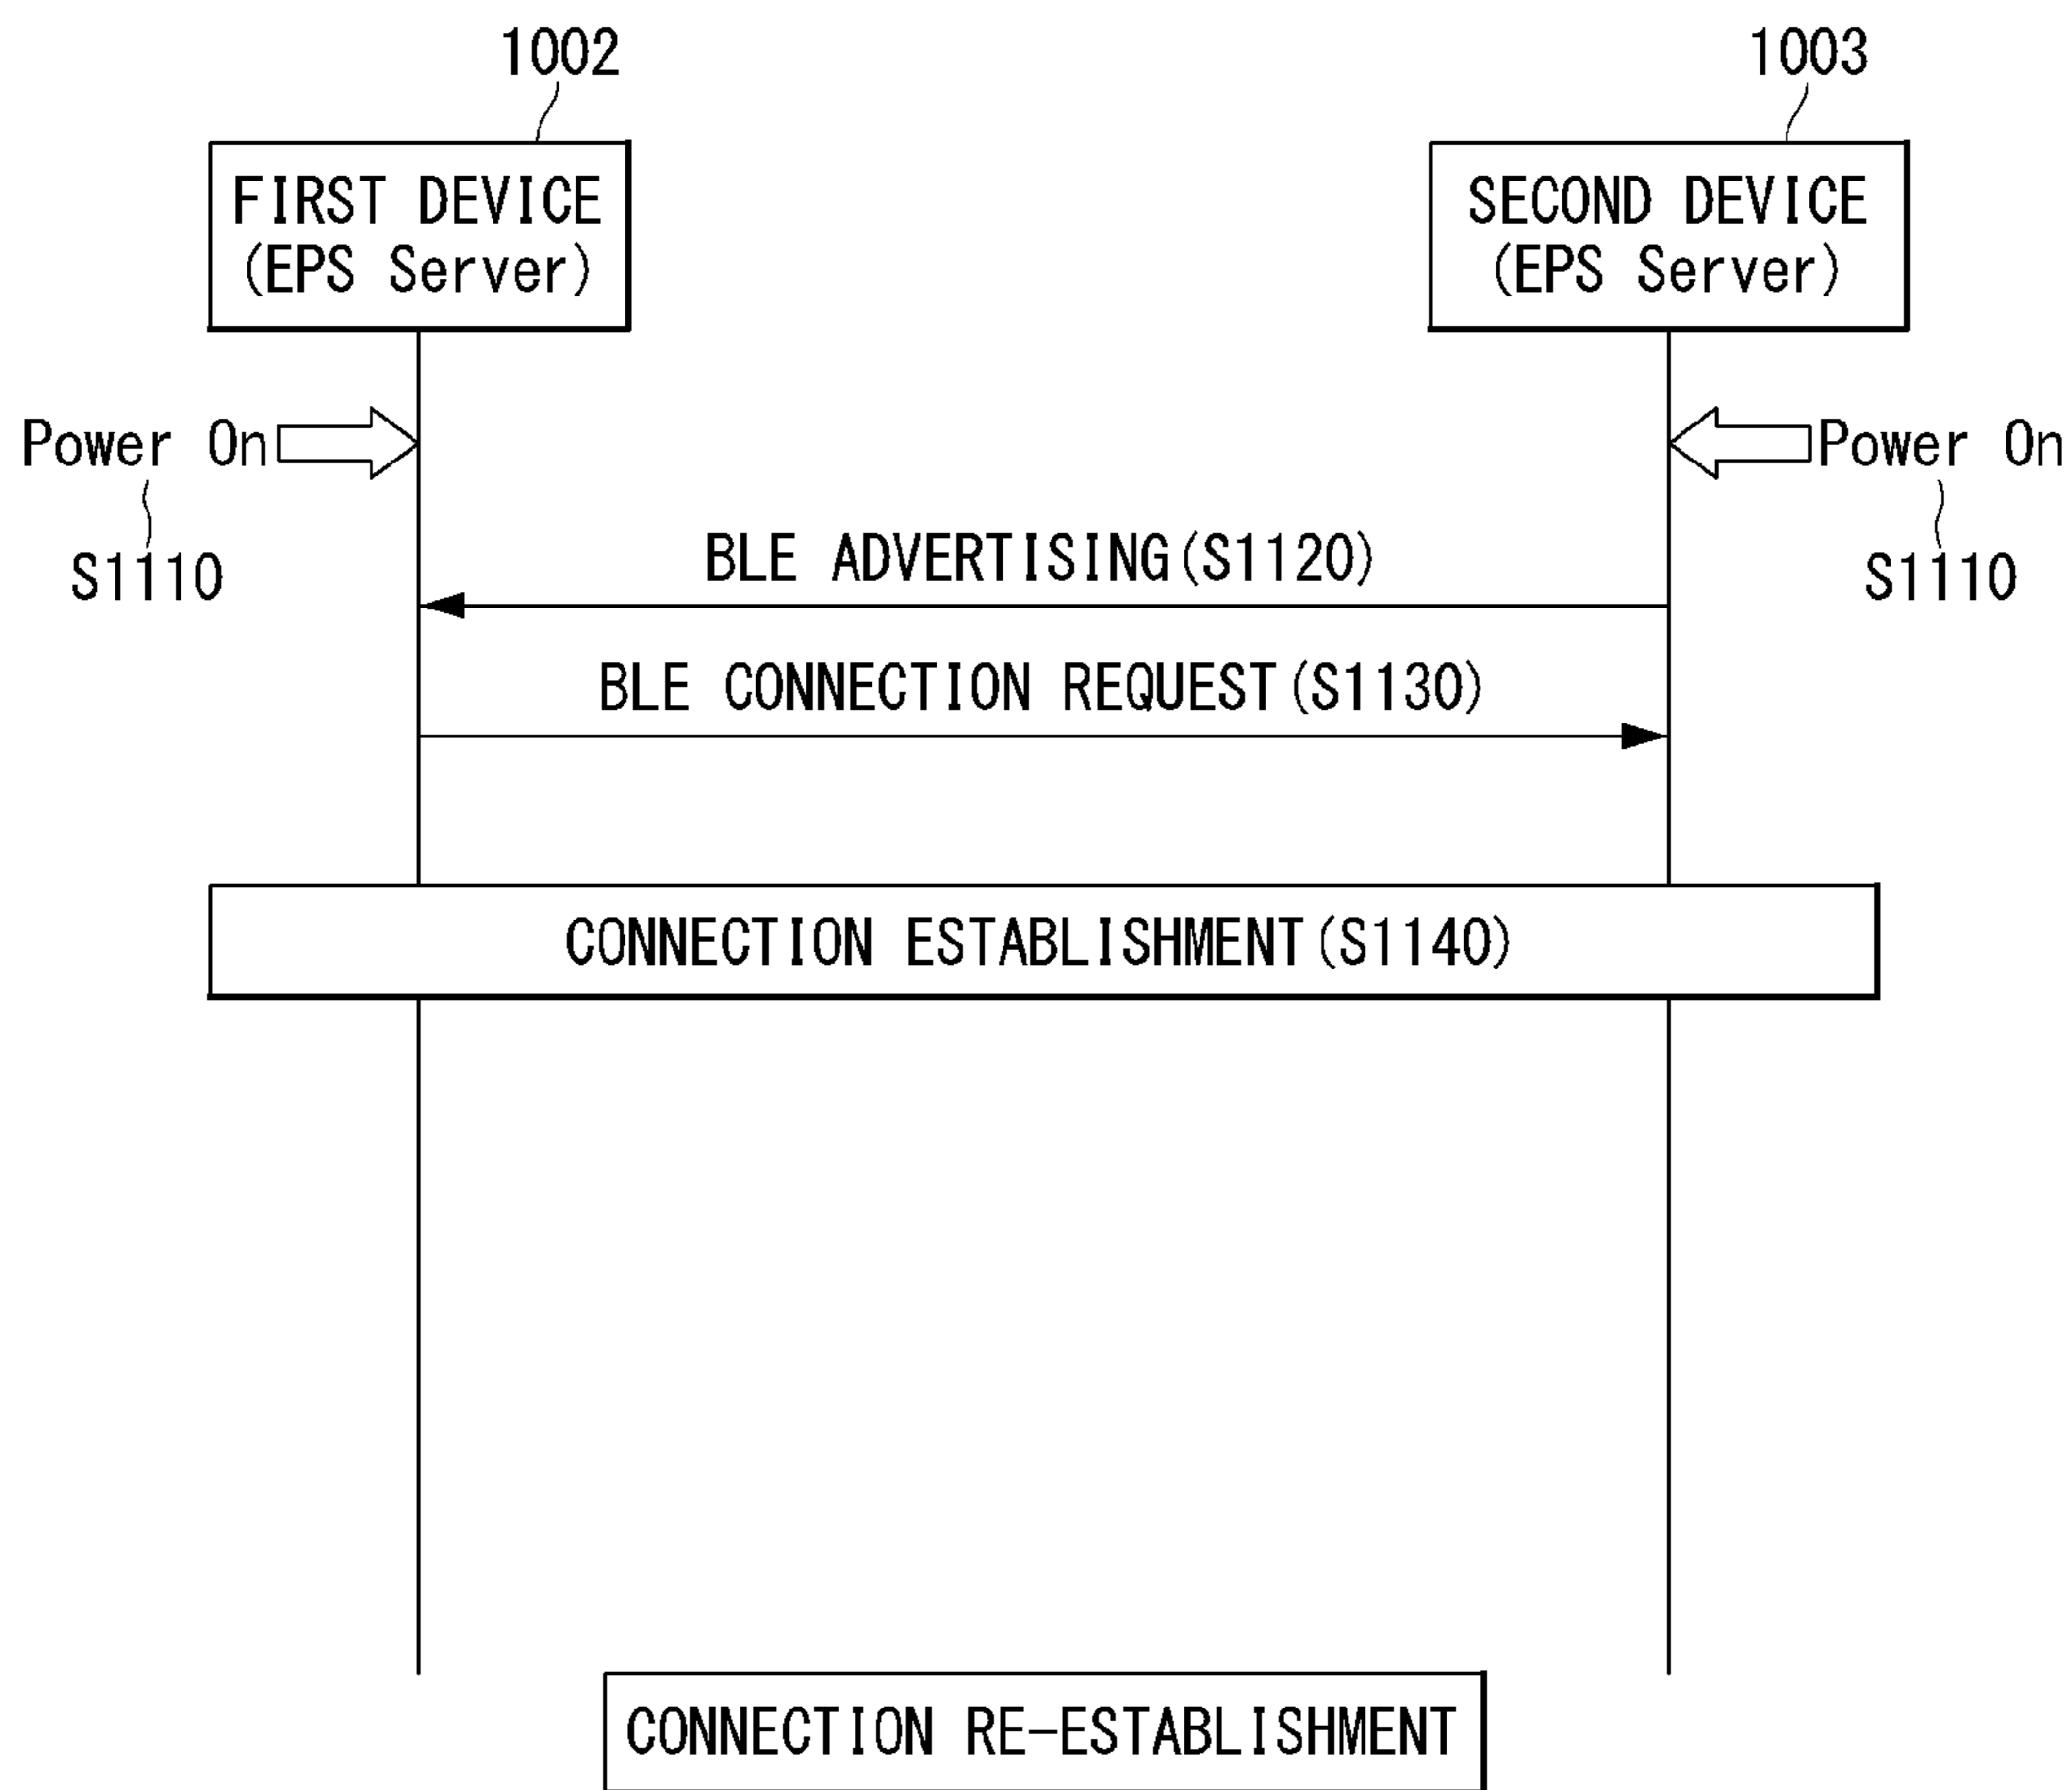 1002
1003
FIRST DEVICE
(EPS Server)
SECOND DEVICE
(EPS Server)
Power On
Power On
S1110
S1110
BLE ADVERTISING(S1120)
BLE CONNECTION REQUEST(S1130)
CONNECTION ESTABLISHMENT(S1140)
CONNECTION RE-ESTABLISHMENT